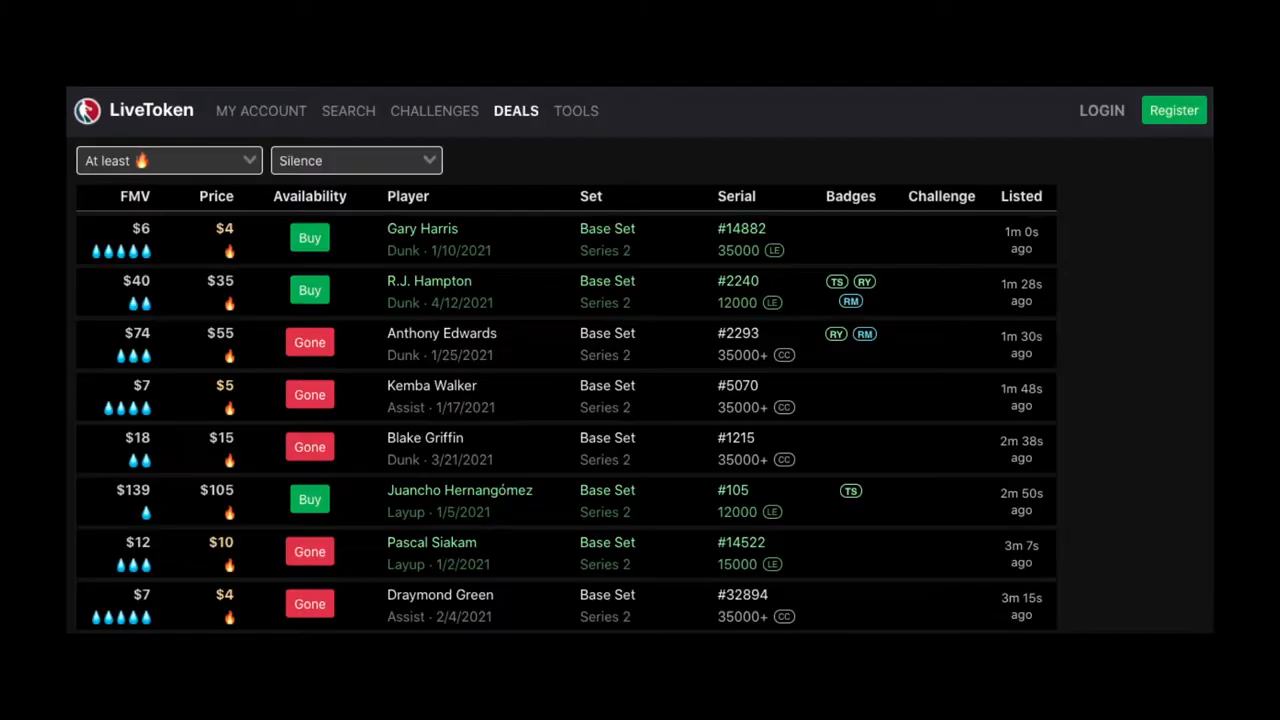 LiveToken MY ACCOUNT SEARCH CHALLENGES DEALS TOOLS LOGIN Register
At least 🔥 Silence
FMV Price Availability Player Set Serial Badges Challenge Listed
$6 $4 Buy Gary Harris Base Set #14882 1m 0s
Dunk · 1/10/2021 Series 2 35000 LE ago
$40 $35 Buy R.J. Hampton Base Set #2240 TS RY 1m 28s
Dunk · 4/12/2021 Series 2 12000 LE RM ago
$74 $55 Gone Anthony Edwards Base Set #2293 RY RM 1m 30s
Dunk · 1/25/2021 Series 2 35000+ CC ago
$7 $5 Gone Kemba Walker Base Set #5070 1m 48s
Assist · 1/17/2021 Series 2 35000+ CC ago
$18 $15 Gone Blake Griffin Base Set #1215 2m 38s
Dunk · 3/21/2021 Series 2 35000+ CC ago
$139 $105 Buy Juancho Hernangómez Base Set #105 TS 2m 50s
Layup · 1/5/2021 Series 2 12000 LE ago
$12 $10 Gone Pascal Siakam Base Set #14522 3m 7s
Layup · 1/2/2021 Series 2 15000 LE ago
$7 $4 Gone Draymond Green Base Set #32894 3m 15s
Assist · 2/4/2021 Series 2 35000+ CC ago